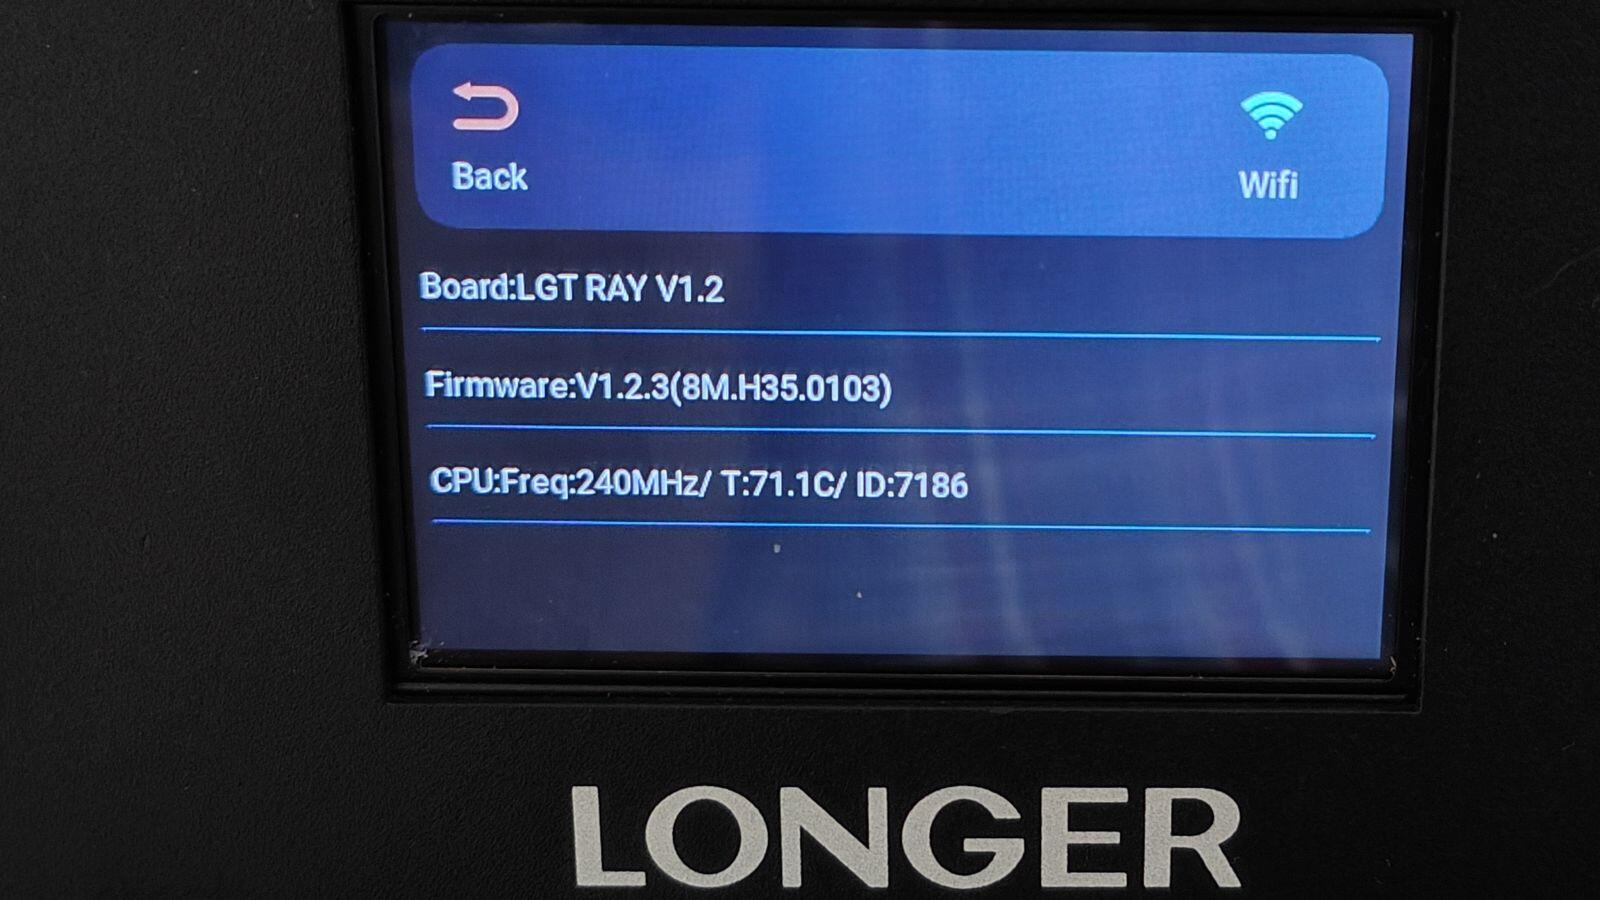 Back
Wifi
Board:LGT RAY V1.2
Firmware:V1.2.3(8M.H35.0103)
CPU:Freq:240MHz/ T:71.1C/ ID:7186
LONGER